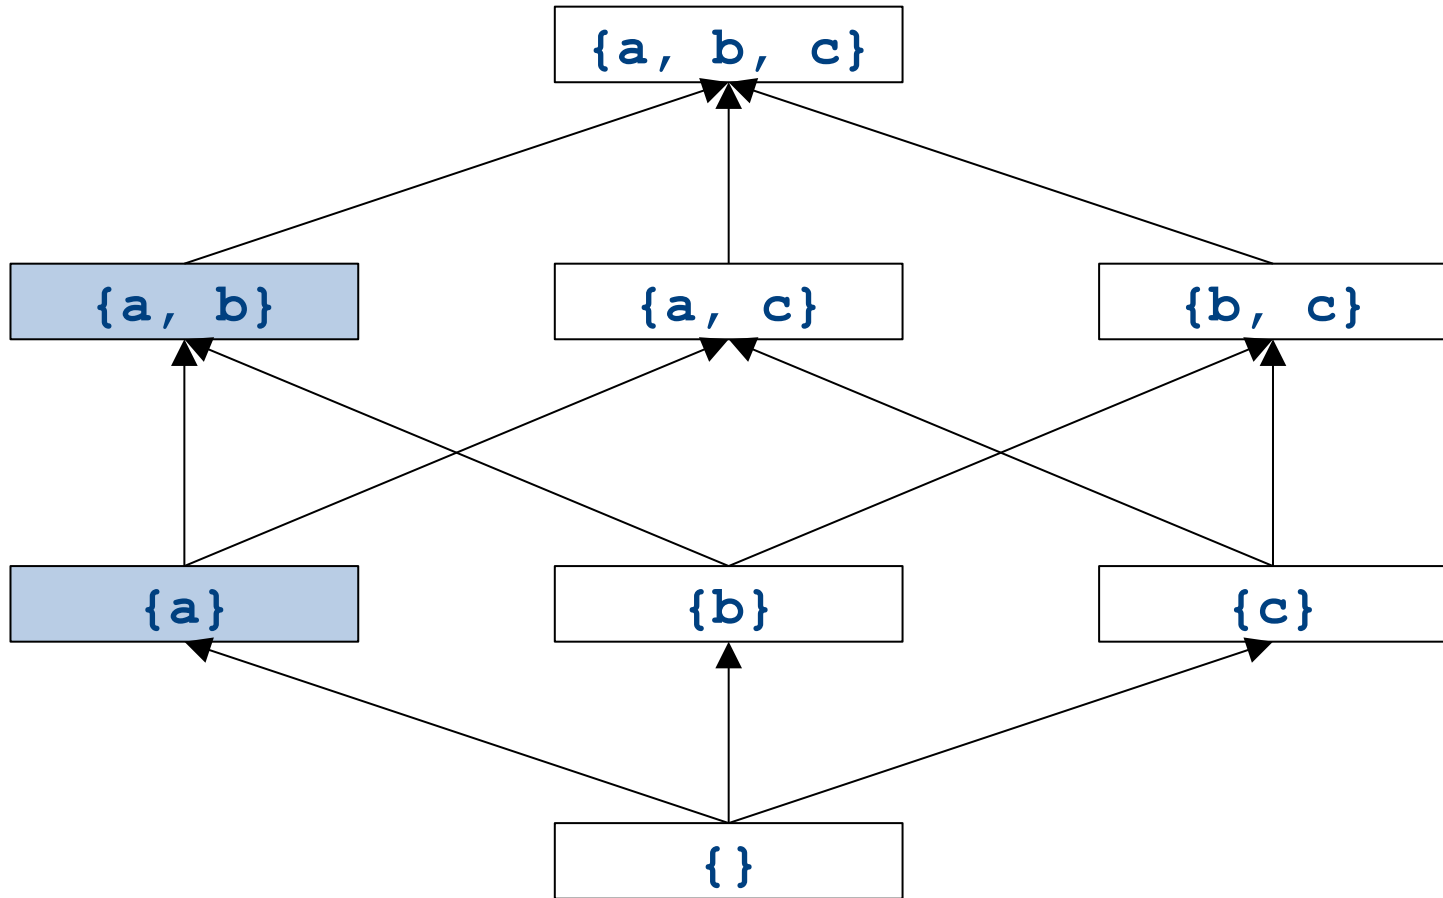 {a, b, c}
{a, b}
{a, c}
{b, c}
{a}
{b}
{c}
{}